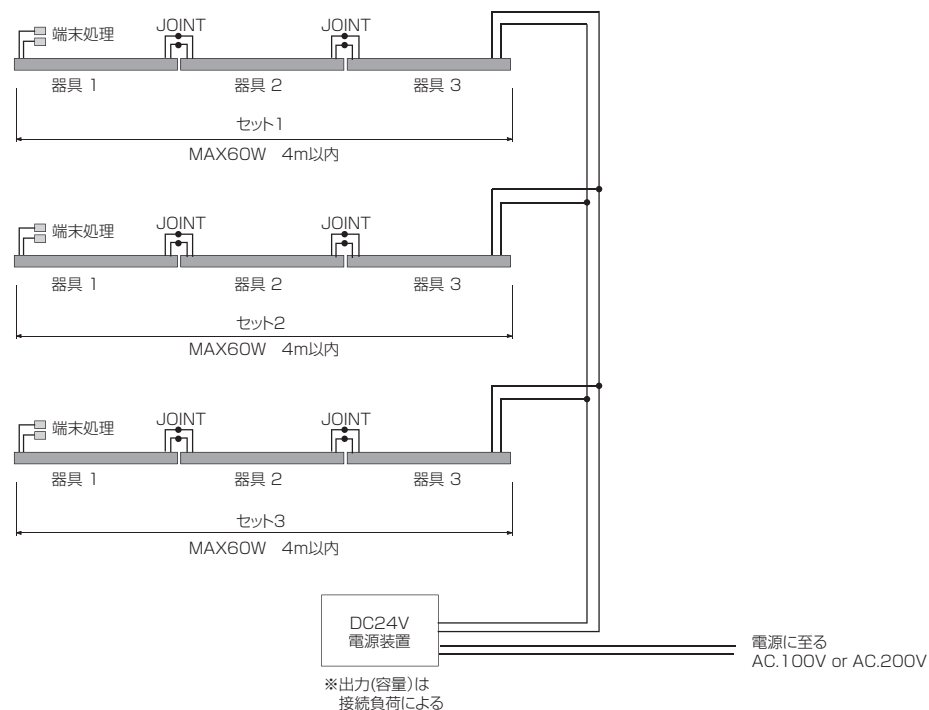 端末処理
JOINT
JOINT
器具 1
器具 2
器具 3
セット1
MAX60W 4m以内
端末処理
JOINT
JOINT
器具 1
器具 2
器具 3
セット2
MAX60W 4m以内
端末処理
JOINT
JOINT
器具 1
器具 2
器具 3
セット3
MAX60W 4m以内
DC24V
電源装置
※出力(容量)は
接続負荷による
電源に至る
AC.100V or AC.200V